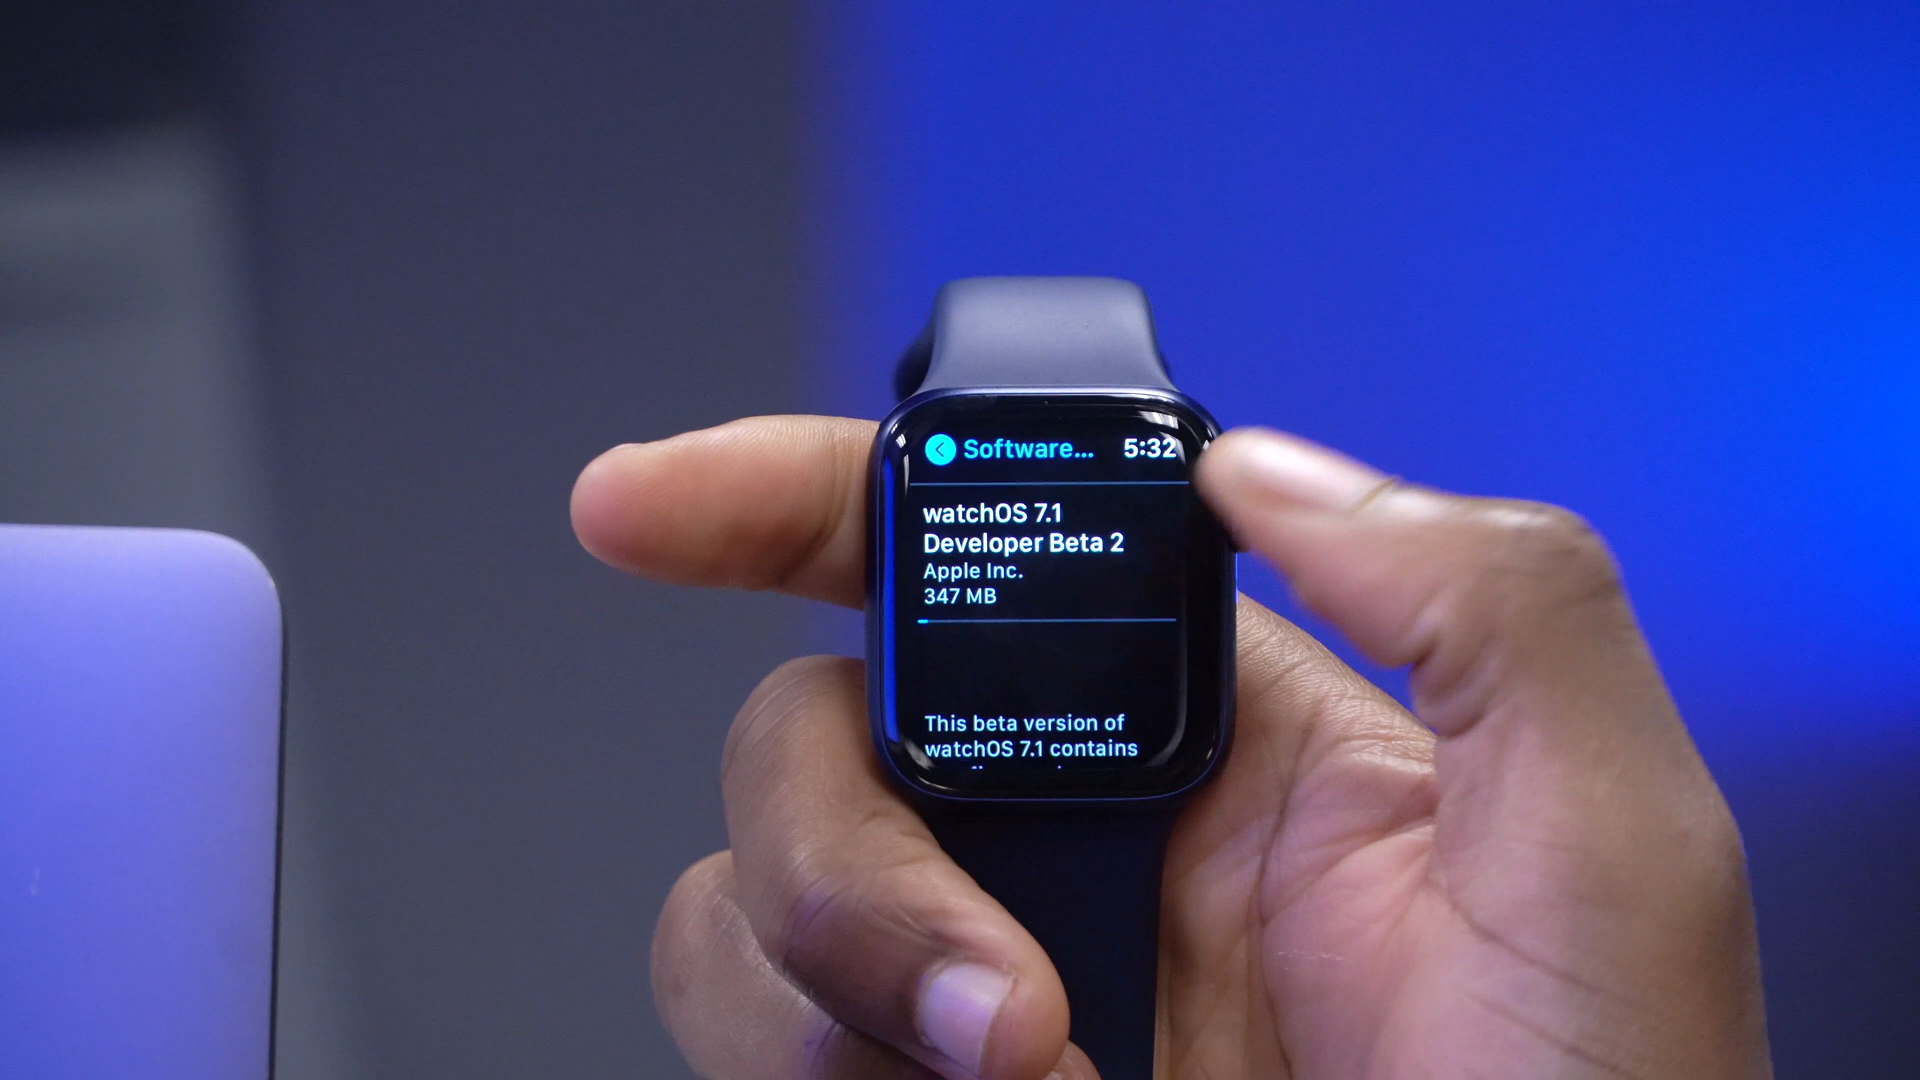 Software... 5:32
watchOS 7.1
Developer Beta 2
Apple Inc.
347 MB
This beta version of
watchOS 7.1 contains